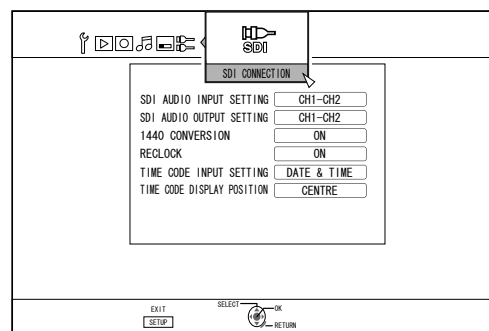 SDI
SDI CONNECTION
SDI AUDIO INPUT SETTING CH1-CH2
SDI AUDIO OUTPUT SETTING CH1-CH2
1440 CONVERSION ON
RECLOCK ON
TIME CODE INPUT SETTING DATE & TIME
TIME CODE DISPLAY POSITION CENTRE
EXIT
SETUP
SELECT
OK
RETURN